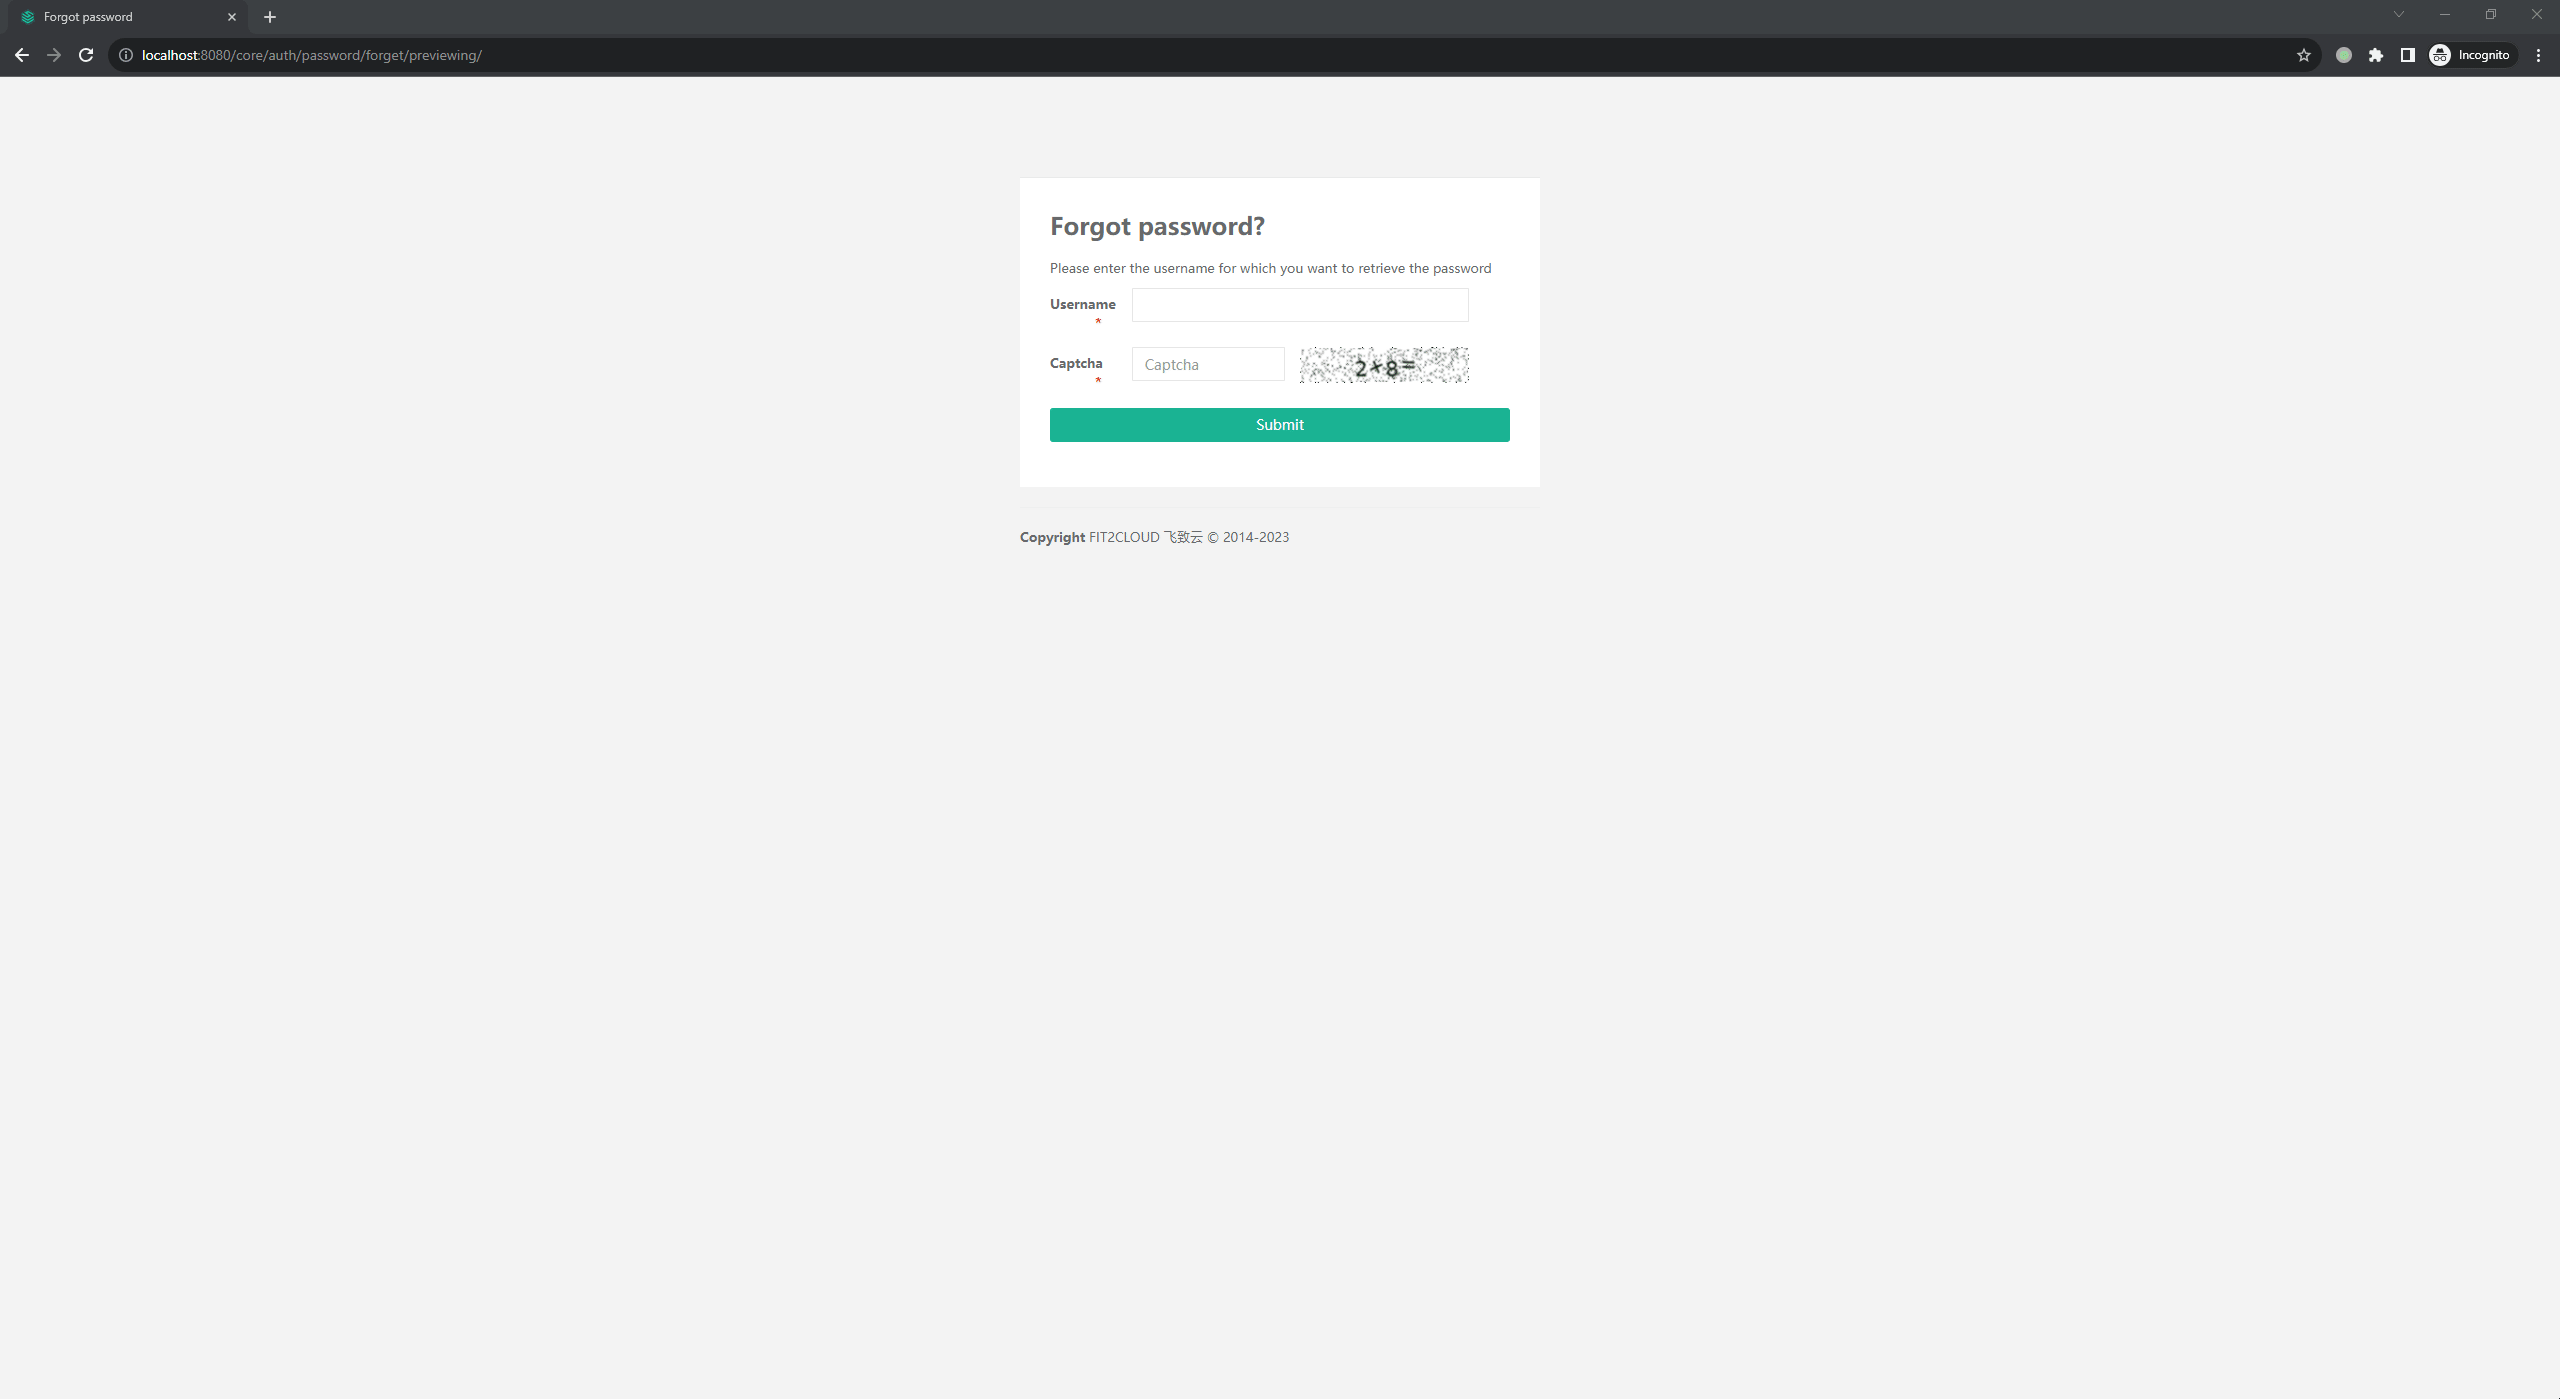 Forgot password
localhost:8080/core/auth/password/forget/previewing/
Incognito
Forgot password?
Please enter the username for which you want to retrieve the password
Username
*
Captcha
*
Captcha
2×8=
Submit
Copyright FIT2CLOUD 飞致云 © 2014-2023